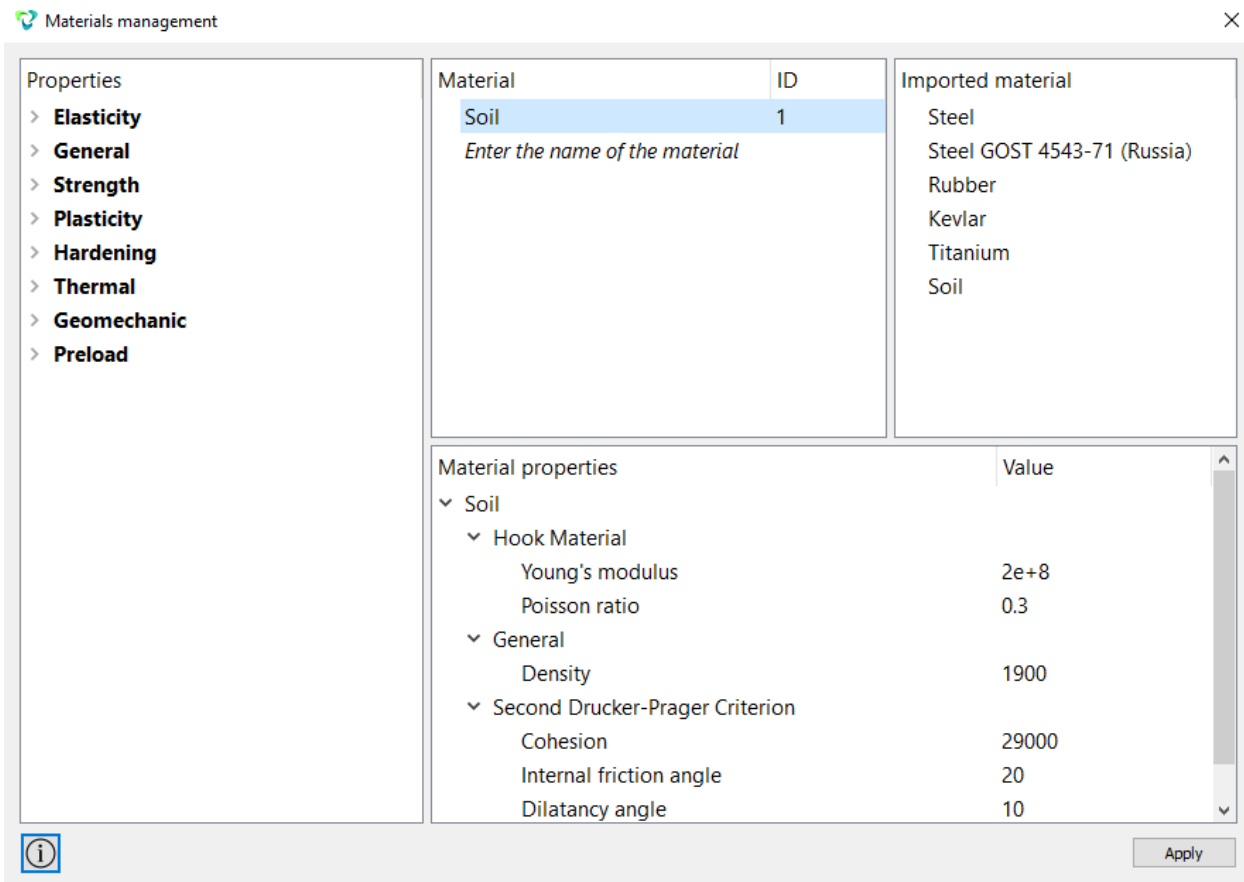 Materials management
Properties
Elasticity
General
Strength
Plasticity
Hardening
Thermal
Geomechanic
Preload
Material ID
Soil 1
Enter the name of the material
Imported material
Steel
Steel GOST 4543-71 (Russia)
Rubber
Kevlar
Titanium
Soil
Material properties Value
Soil
Hook Material
Young's modulus 2e+8
Poisson ratio 0.3
General
Density 1900
Second Drucker-Prager Criterion
Cohesion 29000
Internal friction angle 20
Dilatancy angle 10
Apply